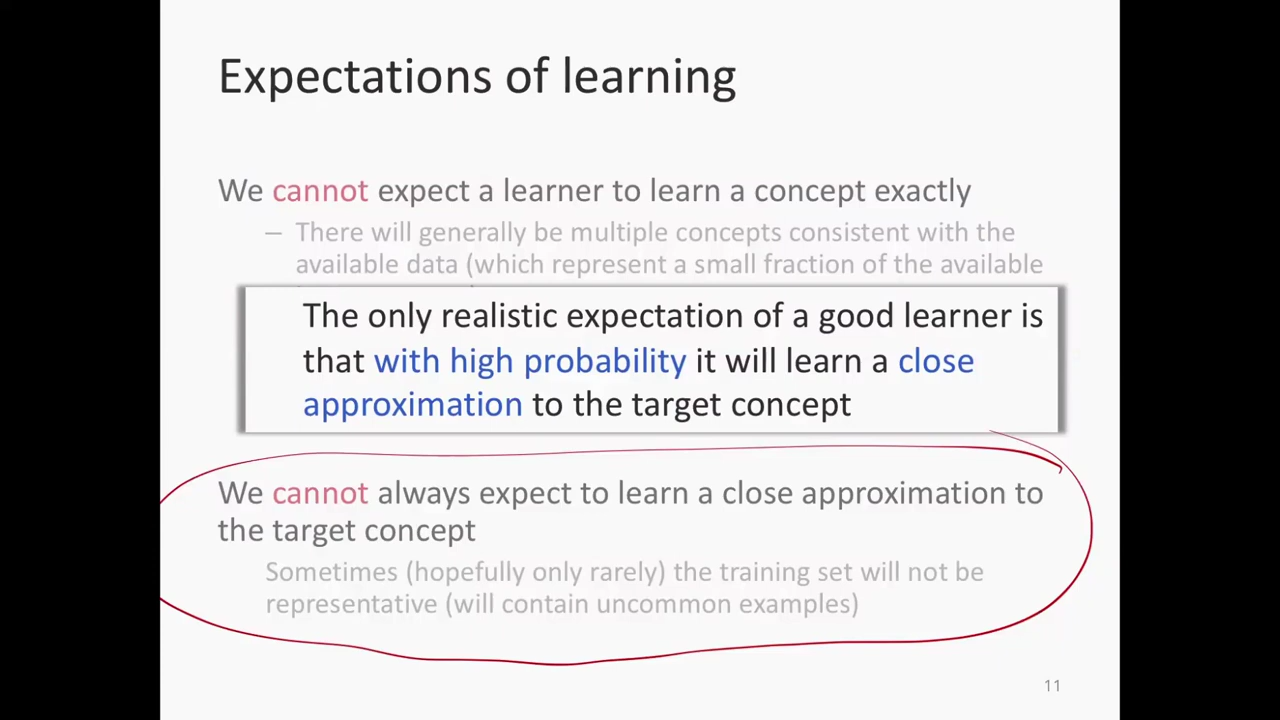 Expectations of learning
We cannot expect a learner to learn a concept exactly
– There will generally be multiple concepts consistent with the
available data (which represent a small fraction of the available
The only realistic expectation of a good learner is
that with high probability it will learn a close
approximation to the target concept
We cannot always expect to learn a close approximation to
the target concept
Sometimes (hopefully only rarely) the training set will not be
representative (will contain uncommon examples)
11